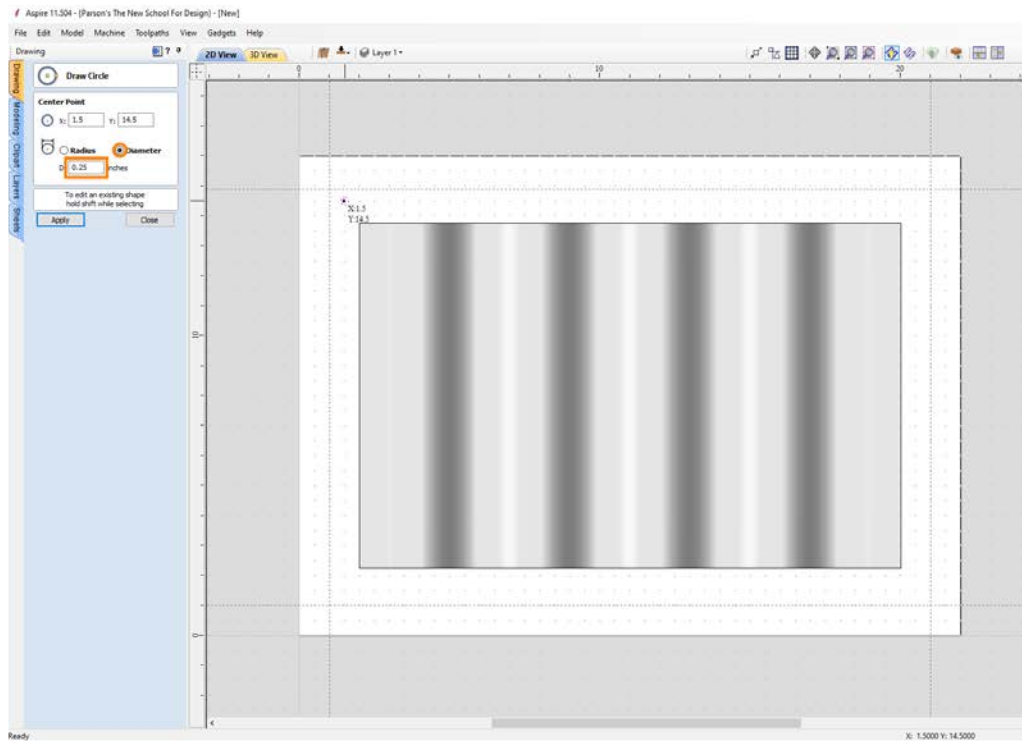 Aspire 11.504 - [Parson's The New School For Design] - [New]
File Edit Model Machine Toolpaths View Gadgets Help
Drawing ?
2D View 3D View Layer 1
Draw Circle
Center Point
X: 1.5 Y: 14.5
Radius Diameter
D: 0.25 inches
To edit an existing shape
hold shift while selecting
Apply Close
Drawing
Modeling
Clipart
Layers
Sheets
0 10 20
X:1.5
Y:14.5
10
0
Ready X: 1.5000 Y: 14.5000